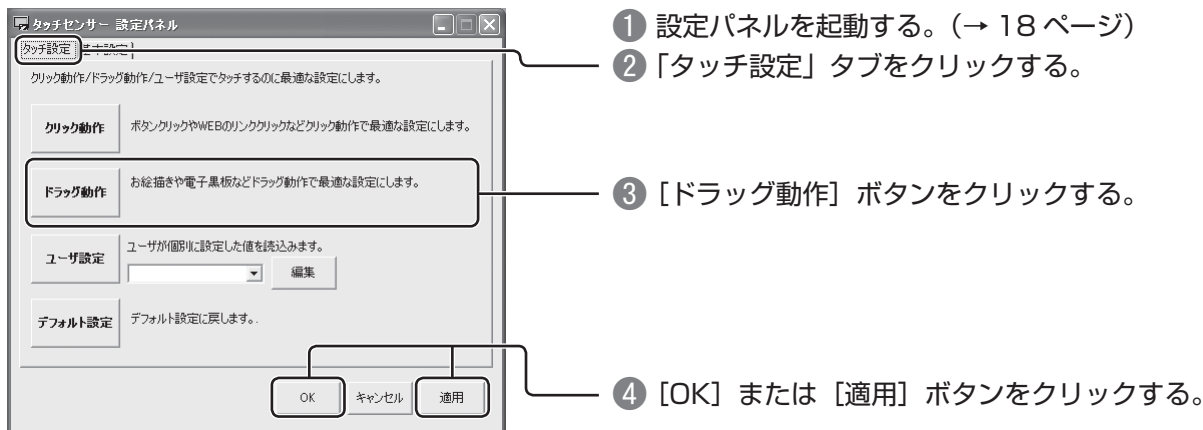 タッチセンサー 設定パネル
タッチ設定 基本設定
クリック動作/ドラッグ動作/ユーザ設定でタッチするのに最適な設定にします。
クリック動作 ボタンクリックやWEBのリンククリックなどクリック動作で最適な設定にします。
ドラッグ動作 お絵描きや電子黒板などドラッグ動作で最適な設定にします。
ユーザ設定 ユーザが個別に設定した値を読込みます。
編集
デフォルト設定 デフォルト設定に戻します。.
OK キャンセル 適用
❶ 設定パネルを起動する。(→ 18 ページ)
❷「タッチ設定」タブをクリックする。
❸［ドラッグ動作］ボタンをクリックする。
❹［OK］または［適用］ボタンをクリックする。